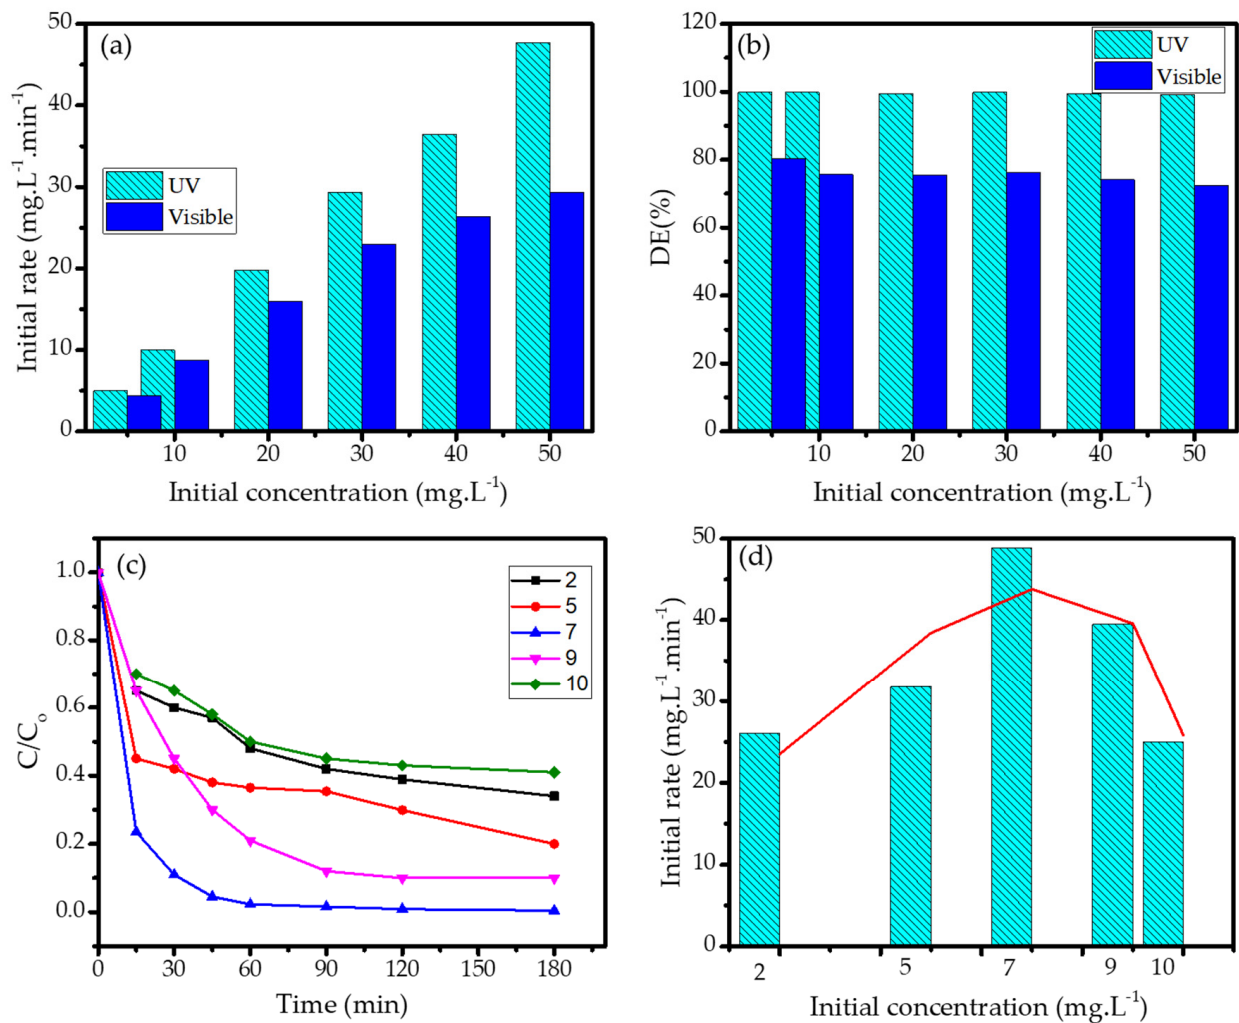 (a)
50
40
30
20
10
0
Initial rate (mg.L-1.min-1)
UV
Visible
10 20 30 40 50
Initial concentration (mg.L-1)
(b)
120
100
80
60
40
20
0
DE(%)
UV
Visible
10 20 30 40 50
Initial concentration (mg.L-1)
(c)
1.0
0.8
0.6
0.4
0.2
0.0
C/Co
2
5
7
9
10
0 30 60 90 120 150 180
Time (min)
(d)
50
40
30
20
10
0
Initial rate (mg.L-1.min-1)
2 5 7 9 10
Initial concentration (mg.L-1)